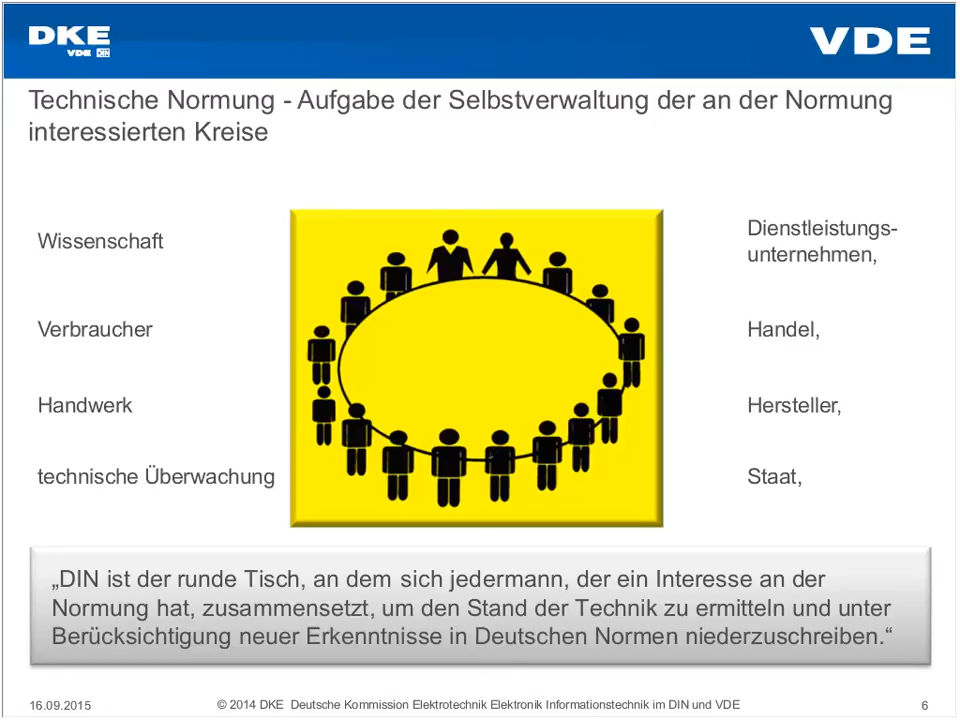 DKE
VDE DIN
VDE
Technische Normung - Aufgabe der Selbstverwaltung der an der Normung
interessierten Kreise
Wissenschaft
Verbraucher
Handwerk
technische Überwachung
Dienstleistungs-
unternehmen,
Handel,
Hersteller,
Staat,
„DIN ist der runde Tisch, an dem sich jedermann, der ein Interesse an der
Normung hat, zusammensetzt, um den Stand der Technik zu ermitteln und unter
Berücksichtigung neuer Erkenntnisse in Deutschen Normen niederzuschreiben.“
16.09.2015
© 2014 DKE Deutsche Kommission Elektrotechnik Elektronik Informationstechnik im DIN und VDE
6